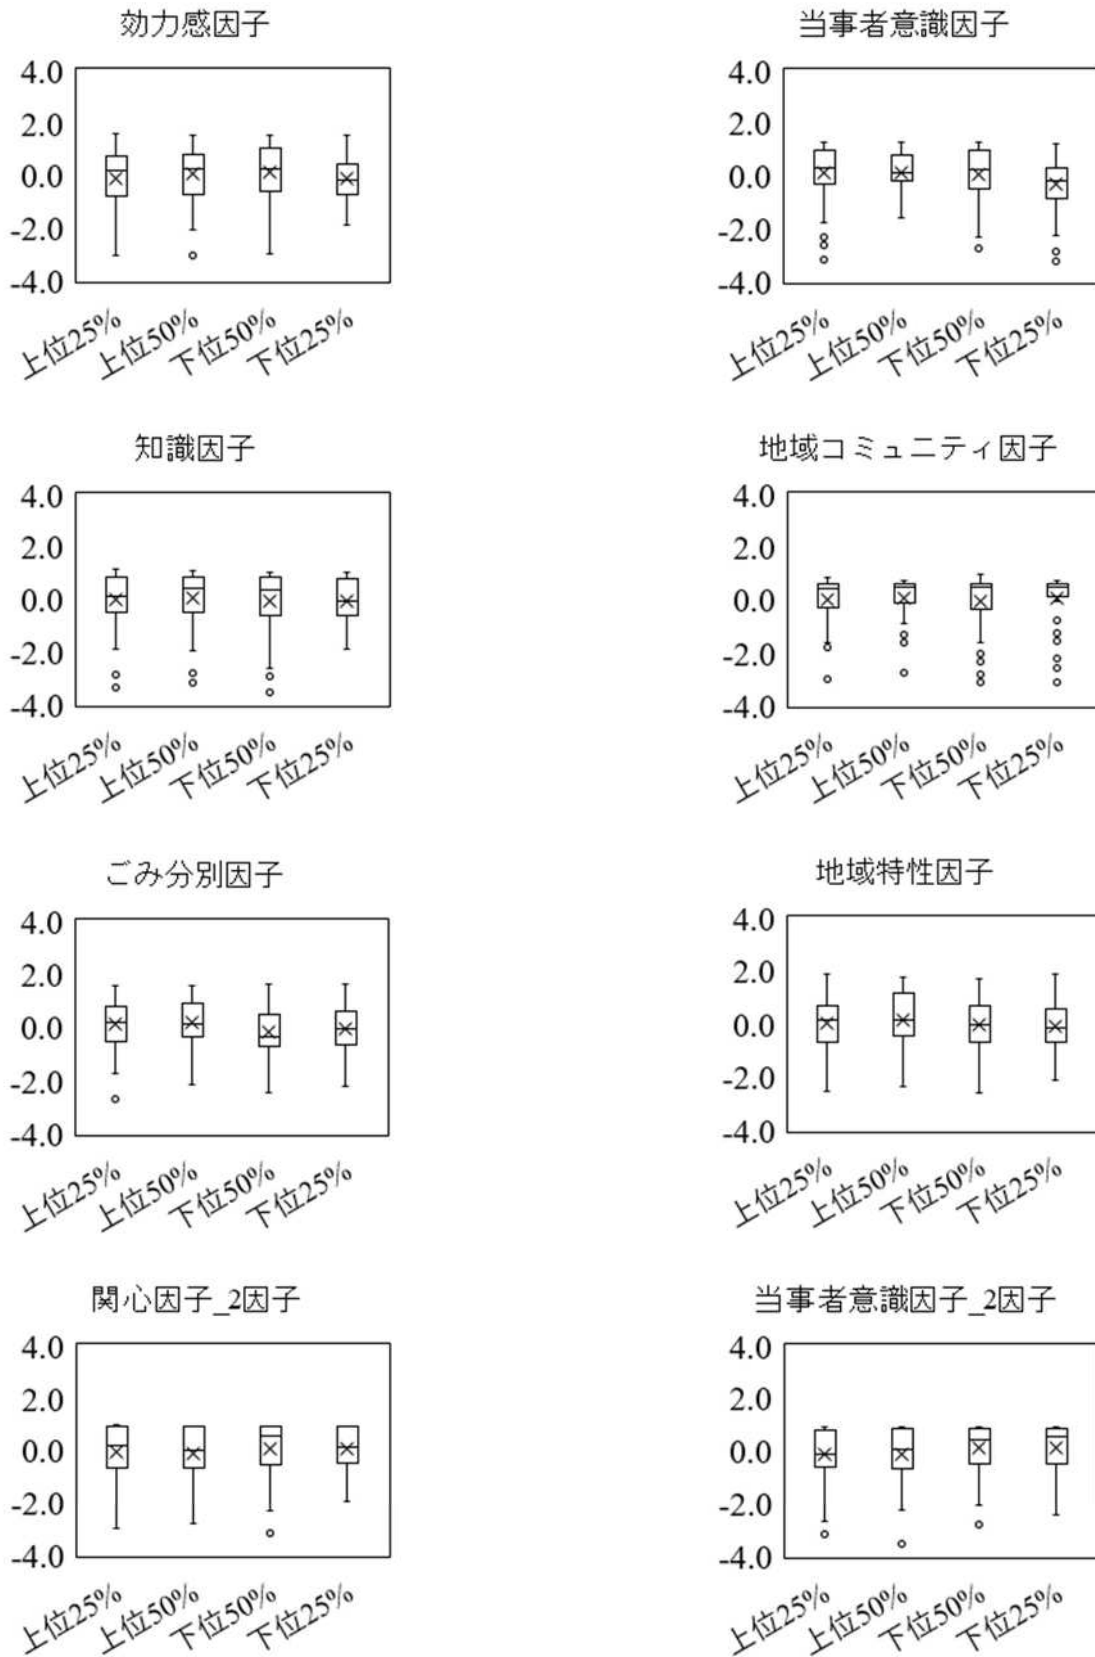 効力感因子
4.0
2.0
0.0
-2.0
-4.0
上位25%
上位50%
下位50%
下位25%
当事者意識因子
4.0
2.0
0.0
-2.0
-4.0
上位25%
上位50%
下位50%
下位25%
知識因子
4.0
2.0
0.0
-2.0
-4.0
上位25%
上位50%
下位50%
下位25%
地域コミュニティ因子
4.0
2.0
0.0
-2.0
-4.0
上位25%
上位50%
下位50%
下位25%
ごみ分別因子
4.0
2.0
0.0
-2.0
-4.0
上位25%
上位50%
下位50%
下位25%
地域特性因子
4.0
2.0
0.0
-2.0
-4.0
上位25%
上位50%
下位50%
下位25%
関心因子_2因子
4.0
2.0
0.0
-2.0
-4.0
上位25%
上位50%
下位50%
下位25%
当事者意識因子_2因子
4.0
2.0
0.0
-2.0
-4.0
上位25%
上位50%
下位50%
下位25%